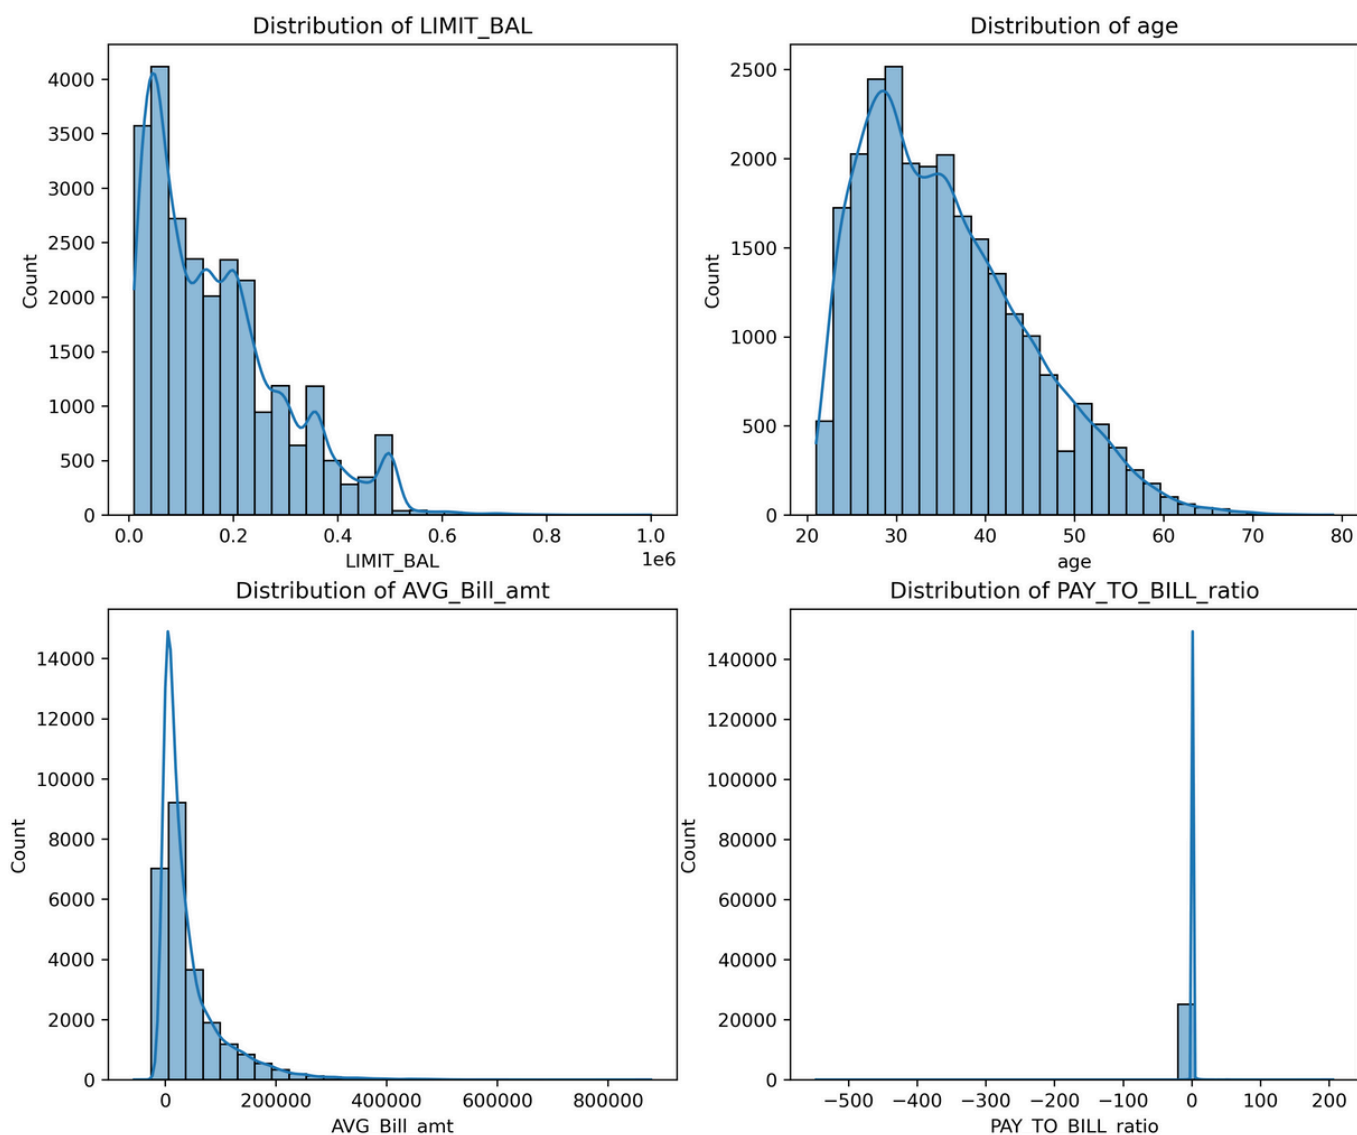 Distribution of LIMIT_BAL
4000
3500
3000
2500
2000
1500
1000
500
0
Count
0.0 0.2 0.4 0.6 0.8 1.0
1e6
LIMIT_BAL
Distribution of age
2500
2000
1500
1000
500
0
Count
20 30 40 50 60 70 80
age
Distribution of AVG_Bill_amt
14000
12000
10000
8000
6000
4000
2000
0
Count
0 200000 400000 600000 800000
AVG_Bill_amt
Distribution of PAY_TO_BILL_ratio
140000
120000
100000
80000
60000
40000
20000
0
Count
−500 −400 −300 −200 −100 0 100 200
PAY_TO_BILL_ratio